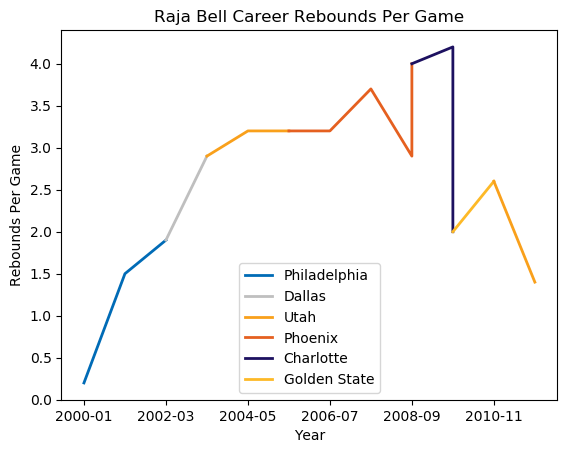 Raja Bell Career Rebounds Per Game
Rebounds Per Game
4.0
3.5
3.0
2.5
2.0
1.5
1.0
0.5
0.0
Philadelphia
Dallas
Utah
Phoenix
Charlotte
Golden State
2000-01 2002-03 2004-05 2006-07 2008-09 2010-11
Year